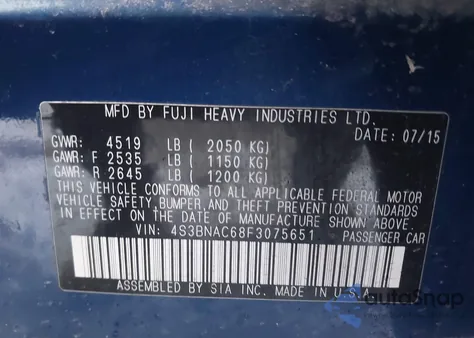 MFD BY FUJI HEAVY INDUSTRIES LTD.
DATE: 07/15
GVWR: 4519 LB ( 2050 KG)
GAWR: F 2535 LB ( 1150 KG)
GAWR: R 2645 LB ( 1200 KG)
THIS VEHICLE CONFORMS TO ALL APPLICABLE FEDERAL MOTOR
VEHICLE SAFETY, BUMPER, AND THEFT PREVENTION STANDARDS
IN EFFECT ON THE DATE OF MANUFACTURE SHOWN ABOVE.
VIN: 4S3BNAC68F3075651 PASSENGER CAR
ASSEMBLED BY SIA INC. MADE IN U.S.A.
autoSnap